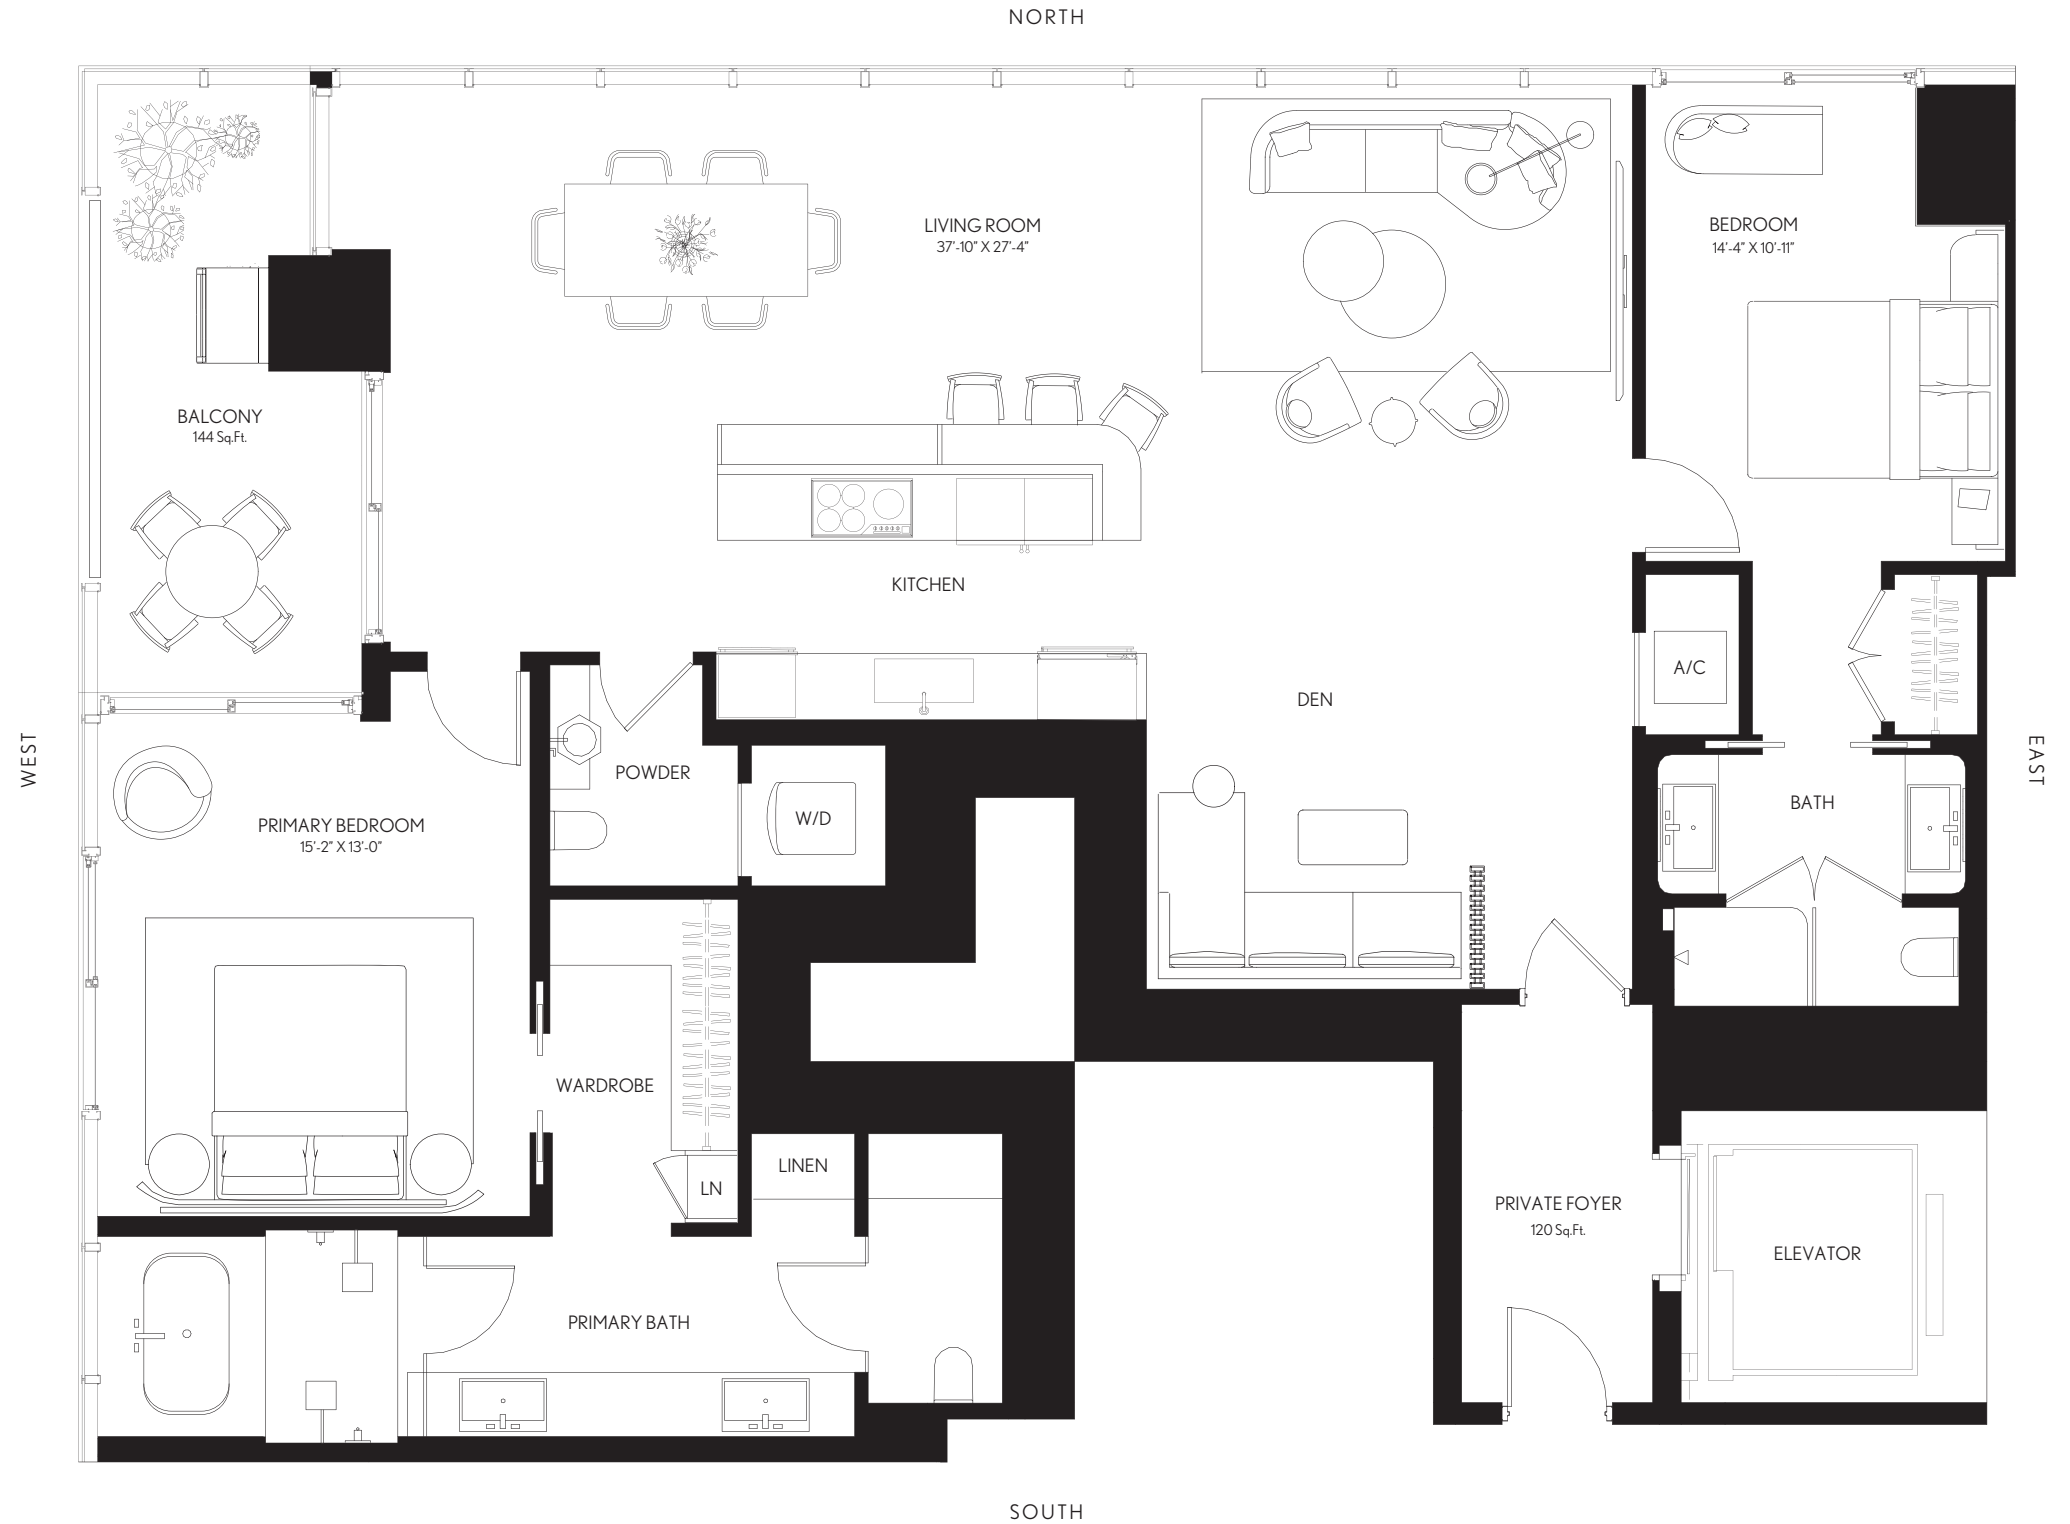 NORTH
LIVING ROOM
37'-10" X 27'-4"
BEDROOM
14'-4" X 10'-11"
BALCONY
144 Sq.Ft.
KITCHEN
A/C
DEN
WEST
EAST
POWDER
W/D
BATH
PRIMARY BEDROOM
15'-2" X 13'-0"
WARDROBE
LINEN
LN
PRIVATE FOYER
120 Sq.Ft.
ELEVATOR
PRIMARY BATH
SOUTH